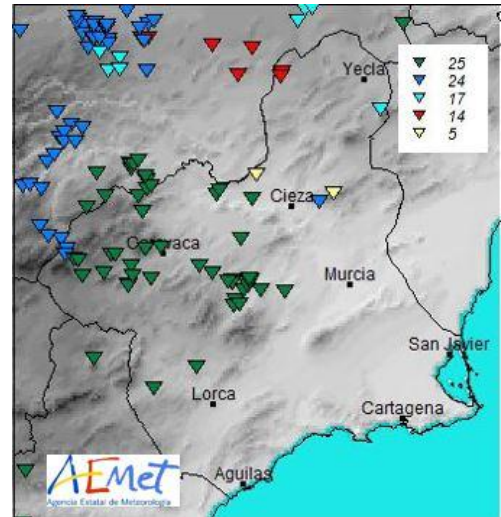 25
24
17
14
5
Yecla
Cieza
Caravaca
Murcia
San Javier
Lorca
Cartagena
Aguilas
AEmet
Agencia Estatal de Meteorología